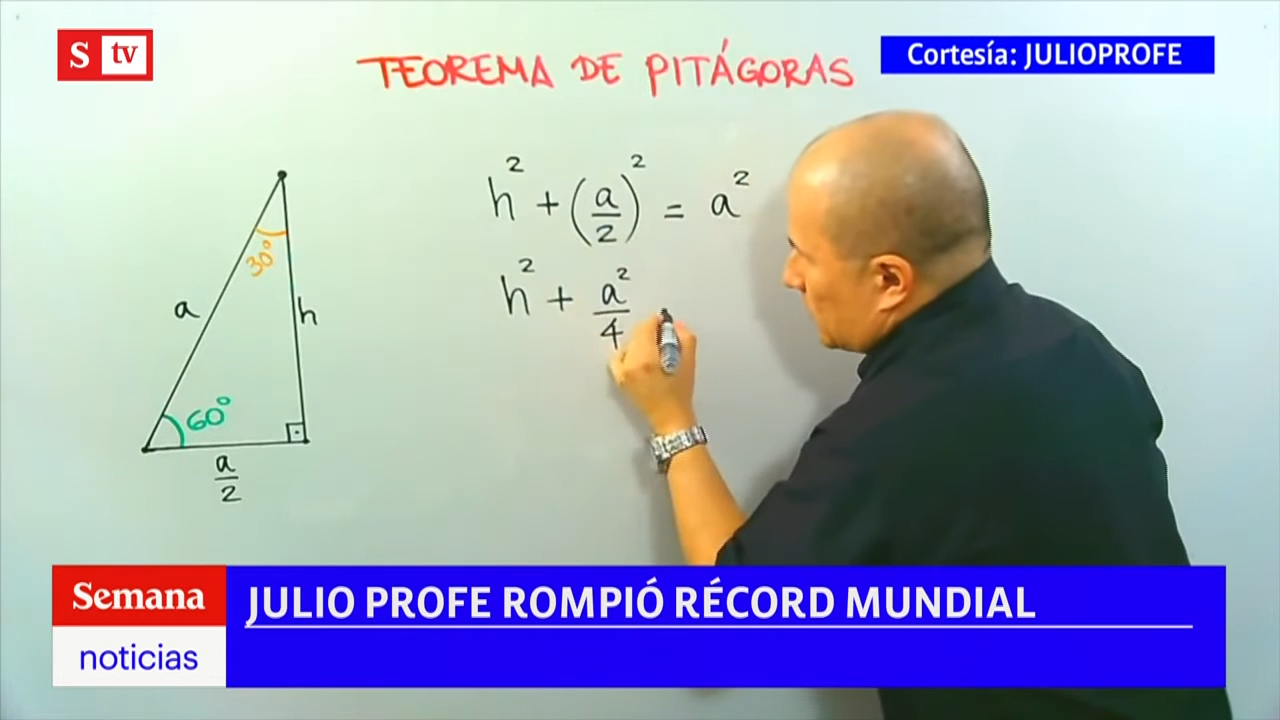 S tv
TEOREMA DE PITÁGORAS
Cortesía: JULIOPROFE
h² + (a/2)² = a²
h² + a²/4
30°
a
h
60°
a/2
Semana
noticias
JULIO PROFE ROMPIÓ RÉCORD MUNDIAL